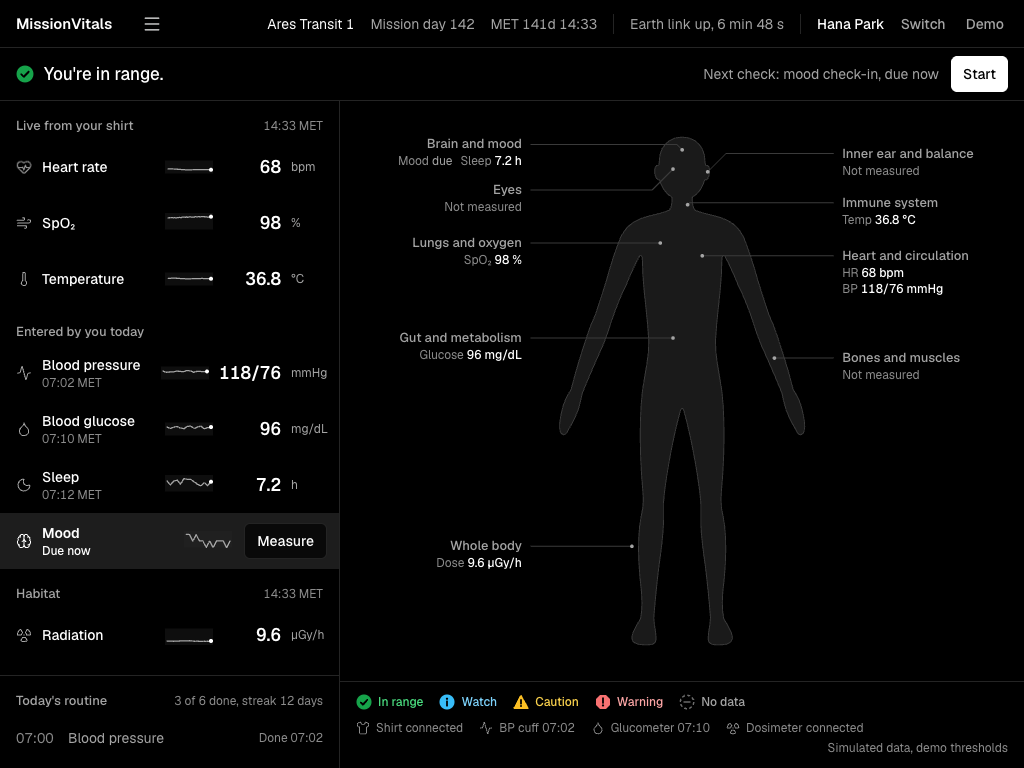 MissionVitals
Ares Transit 1 Mission day 142 MET 141d 14:33 Earth link up, 6 min 48 s Hana Park Switch Demo
You're in range.
Next check: mood check-in, due now Start
Live from your shirt 14:33 MET
Heart rate 68 bpm
SpO₂ 98 %
Temperature 36.8 °C
Entered by you today
Blood pressure 118/76 mmHg
07:02 MET
Blood glucose 96 mg/dL
07:10 MET
Sleep 7.2 h
07:12 MET
Mood Measure
Due now
Habitat 14:33 MET
Radiation 9.6 µGy/h
Today's routine 3 of 6 done, streak 12 days
07:00 Blood pressure Done 07:02
Brain and mood
Mood due Sleep 7.2 h
Eyes
Not measured
Lungs and oxygen
SpO₂ 98 %
Gut and metabolism
Glucose 96 mg/dL
Whole body
Dose 9.6 µGy/h
Inner ear and balance
Not measured
Immune system
Temp 36.8 °C
Heart and circulation
HR 68 bpm
BP 118/76 mmHg
Bones and muscles
Not measured
In range Watch Caution Warning No data
Shirt connected BP cuff 07:02 Glucometer 07:10 Dosimeter connected
Simulated data, demo thresholds